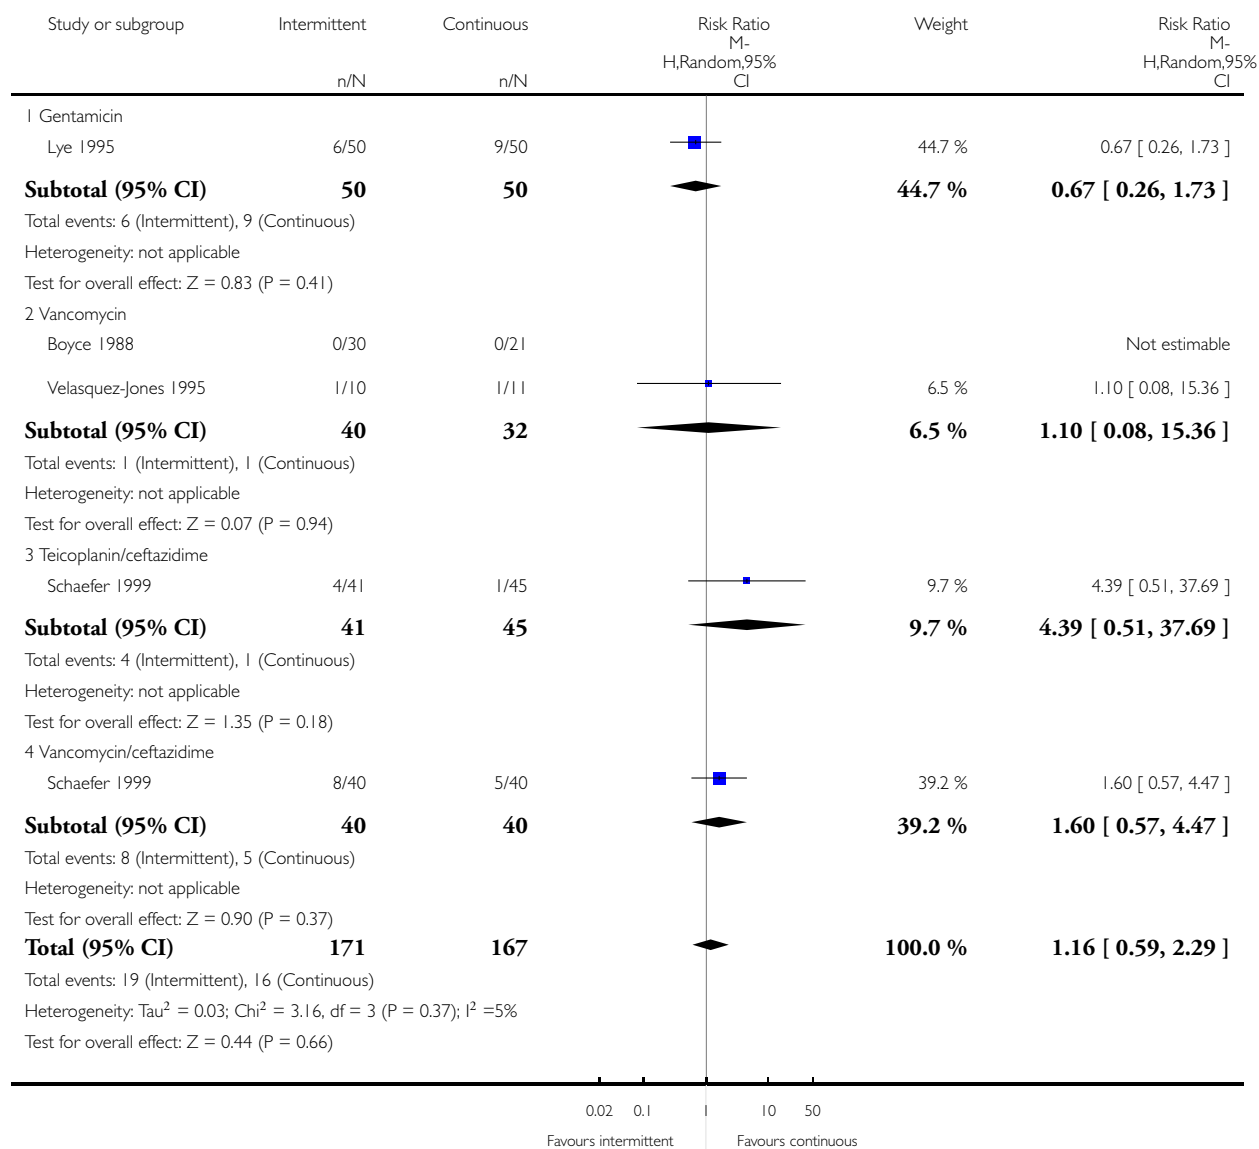 Study or subgroup Intermittent Continuous Risk Ratio Weight Risk Ratio
M- M-
H,Random,95% H,Random,95%
n/N n/N CI CI
1 Gentamicin
Lye 1995 6/50 9/50 44.7 % 0.67 [ 0.26, 1.73 ]
Subtotal (95% CI) 50 50 44.7 % 0.67 [ 0.26, 1.73 ]
Total events: 6 (Intermittent), 9 (Continuous)
Heterogeneity: not applicable
Test for overall effect: Z = 0.83 (P = 0.41)
2 Vancomycin
Boyce 1988 0/30 0/21 Not estimable
Velasquez-Jones 1995 1/10 1/11 6.5 % 1.10 [ 0.08, 15.36 ]
Subtotal (95% CI) 40 32 6.5 % 1.10 [ 0.08, 15.36 ]
Total events: 1 (Intermittent), 1 (Continuous)
Heterogeneity: not applicable
Test for overall effect: Z = 0.07 (P = 0.94)
3 Teicoplanin/ceftazidime
Schaefer 1999 4/41 1/45 9.7 % 4.39 [ 0.51, 37.69 ]
Subtotal (95% CI) 41 45 9.7 % 4.39 [ 0.51, 37.69 ]
Total events: 4 (Intermittent), 1 (Continuous)
Heterogeneity: not applicable
Test for overall effect: Z = 1.35 (P = 0.18)
4 Vancomycin/ceftazidime
Schaefer 1999 8/40 5/40 39.2 % 1.60 [ 0.57, 4.47 ]
Subtotal (95% CI) 40 40 39.2 % 1.60 [ 0.57, 4.47 ]
Total events: 8 (Intermittent), 5 (Continuous)
Heterogeneity: not applicable
Test for overall effect: Z = 0.90 (P = 0.37)
Total (95% CI) 171 167 100.0 % 1.16 [ 0.59, 2.29 ]
Total events: 19 (Intermittent), 16 (Continuous)
Heterogeneity: Tau² = 0.03; Chi² = 3.16, df = 3 (P = 0.37); I² =5%
Test for overall effect: Z = 0.44 (P = 0.66)
0.02 0.1 1 10 50
Favours intermittent Favours continuous